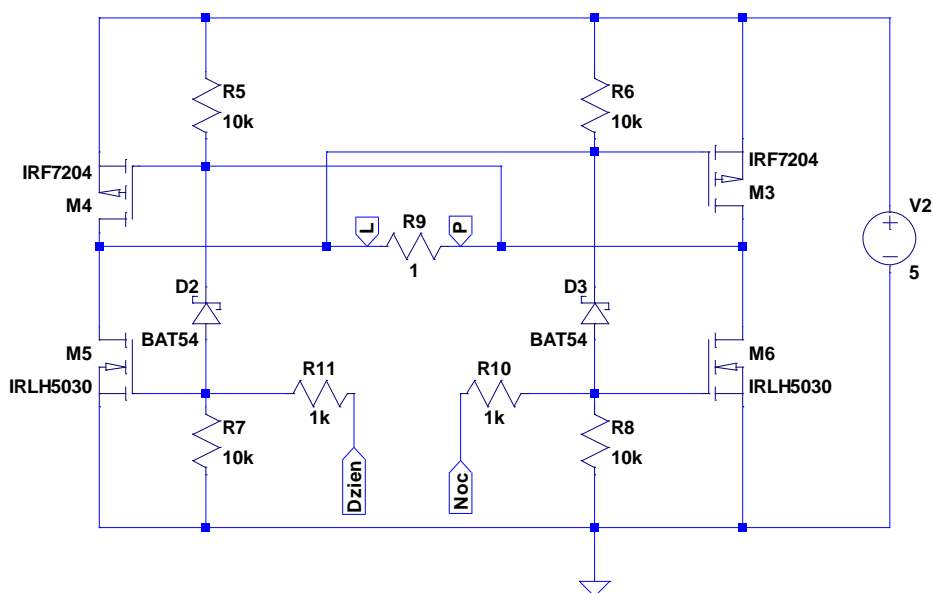 R5
10k
R6
10k
IRF7204
M4
IRF7204
M3
V2
+
5
L
R9
P
1
D2
BAT54
D3
BAT54
M5
IRLH5030
M6
IRLH5030
R11
1k
R10
1k
R7
10k
R8
10k
Dzien
Noc